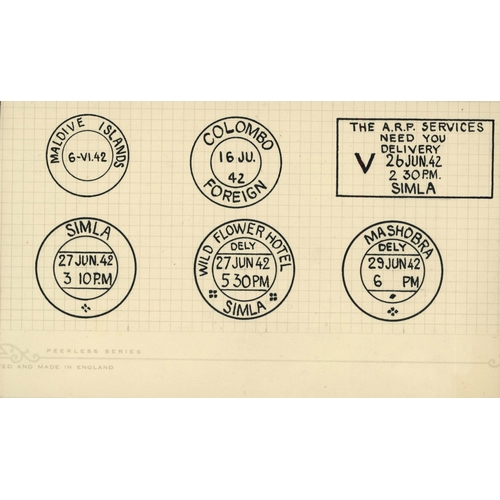 MALDIVE ISLANDS
6-VI.42
COLOMBO
16 JU.
42
FOREIGN
THE A.R.P. SERVICES
NEED YOU
DELIVERY
V 26 JUN.42
2 30 P.M.
SIMLA
SIMLA
27 JUN.42
3 10 P.M
WILD FLOWER HOTEL
DELY
27 JUN 42
5 30 PM
SIMLA
MASHOBRA
DELY
29 JUN 42
6 PM
PEERLESS SERIES
TED AND MADE IN ENGLAND